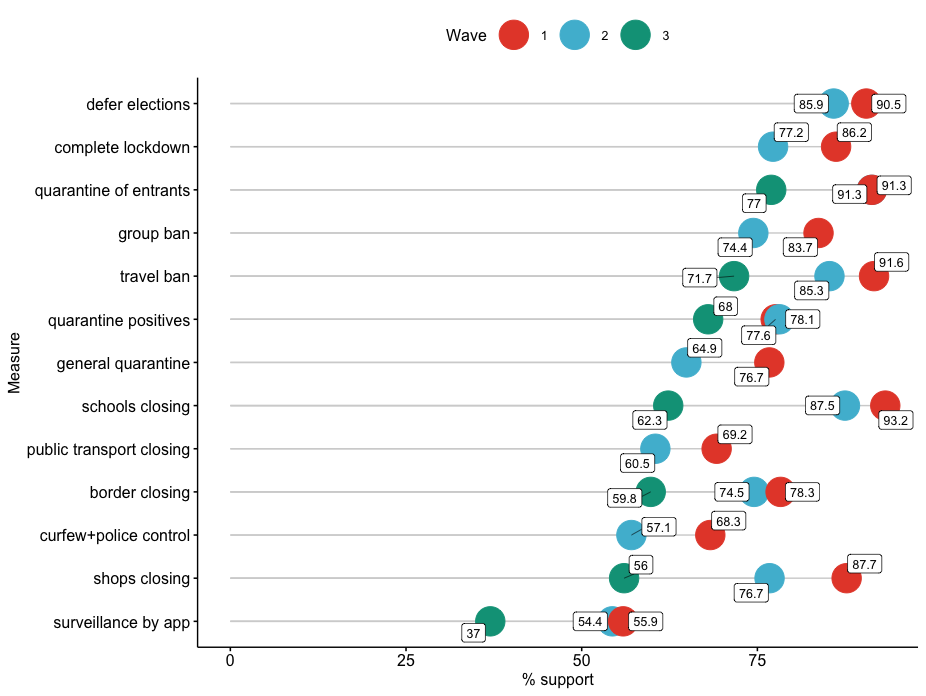 Wave 1 2 3
defer elections 85.9 90.5
complete lockdown 77.2 86.2
quarantine of entrants 77 91.3 91.3
group ban 74.4 83.7
travel ban 71.7 85.3 91.6
quarantine positives 68 77.6 78.1
general quarantine 64.9 76.7
schools closing 62.3 87.5 93.2
public transport closing 60.5 69.2
border closing 59.8 74.5 78.3
curfew+police control 57.1 68.3
shops closing 56 76.7 87.7
surveillance by app 37 54.4 55.9
Measure
0 25 50 75
% support